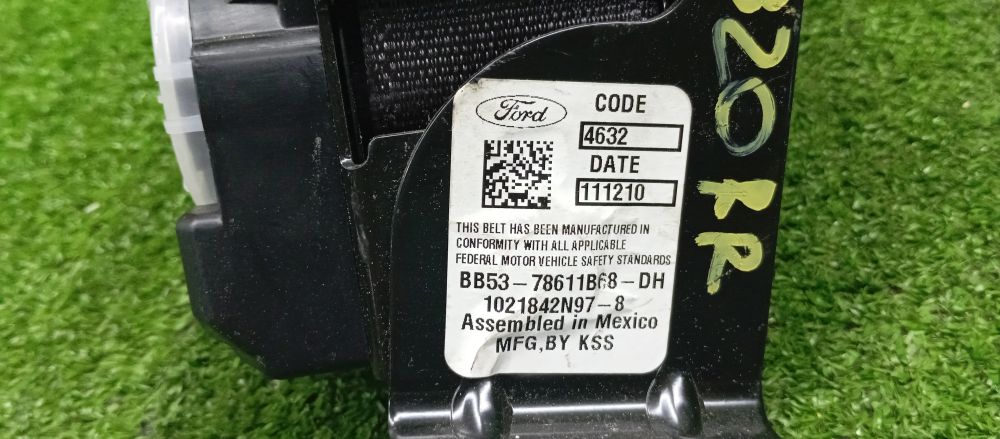 Ford
CODE
4632
DATE
111210
THIS BELT HAS BEEN MANUFACTURED IN
CONFORMITY WITH ALL APPLICABLE
FEDERAL MOTOR VEHICLE SAFETY STANDARDS
BB53-78611B68-DH
1021842N97-8
Assembled in Mexico
MFG,BY KSS
B20 RR